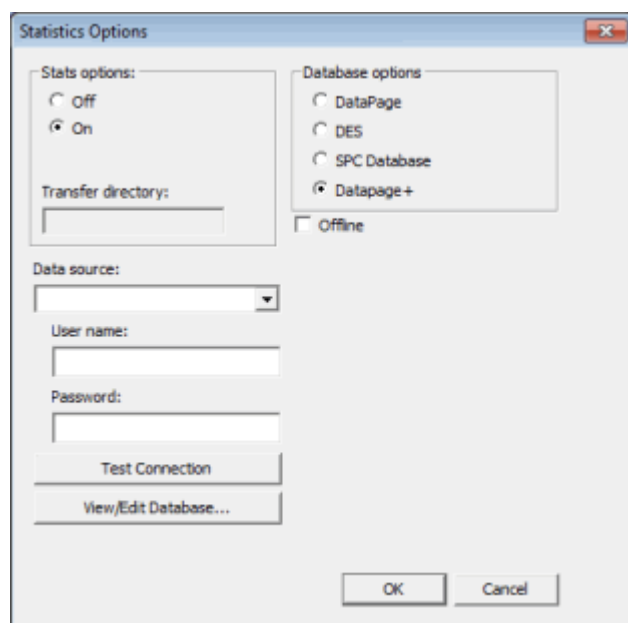 Statistics Options
Stats options:
Off
On
Transfer directory:
Database options
DataPage
DES
SPC Database
Datapage+
Offline
Data source:
User name:
Password:
Test Connection
View/Edit Database...
OK
Cancel